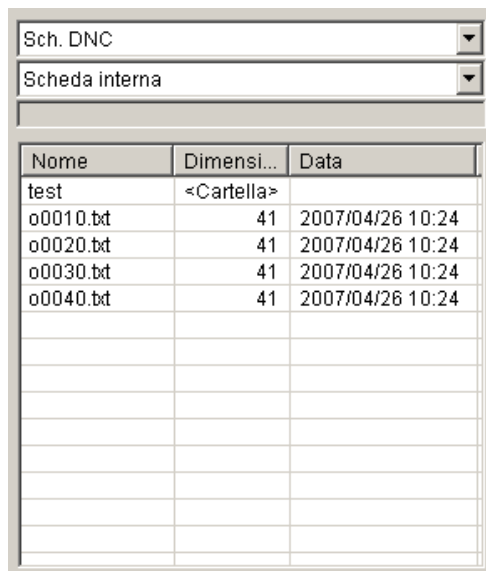 Sch. DNC
Scheda interna
Nome Dimensi... Data
test <Cartella>
o0010.txt 41 2007/04/26 10:24
o0020.txt 41 2007/04/26 10:24
o0030.txt 41 2007/04/26 10:24
o0040.txt 41 2007/04/26 10:24